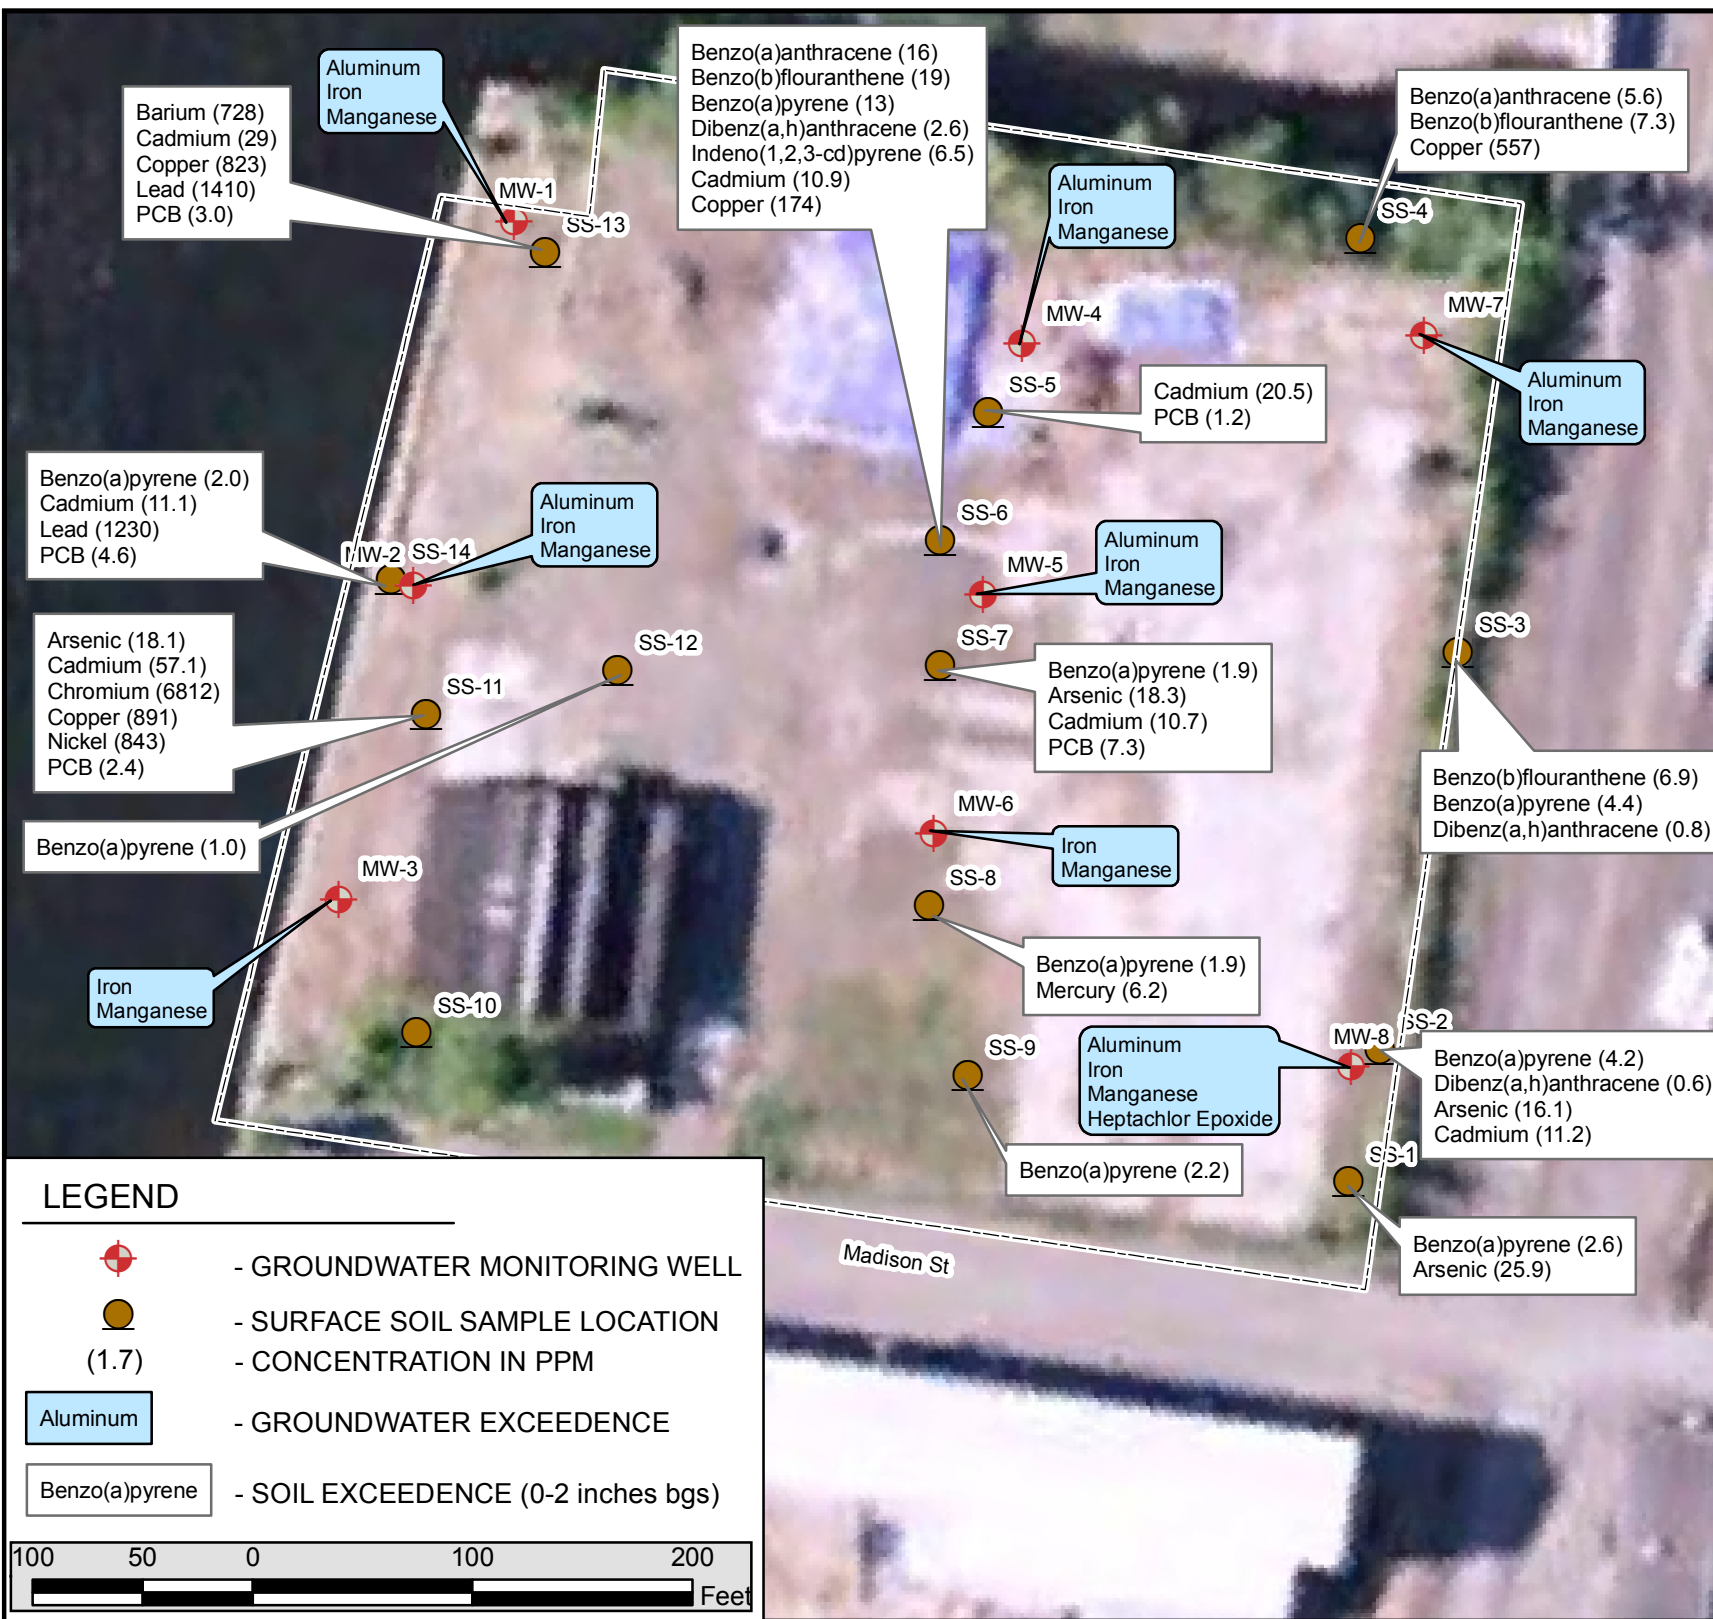 Aluminum
Iron
Manganese
Barium (728)
Cadmium (29)
Copper (823)
Lead (1410)
PCB (3.0)
MW-1
SS-13
Benzo(a)anthracene (16)
Benzo(b)flouranthene (19)
Benzo(a)pyrene (13)
Dibenz(a,h)anthracene (2.6)
Indeno(1,2,3-cd)pyrene (6.5)
Cadmium (10.9)
Copper (174)
Benzo(a)anthracene (5.6)
Benzo(b)flouranthene (7.3)
Copper (557)
Aluminum
Iron
Manganese
SS-4
MW-4
MW-7
SS-5
Cadmium (20.5)
PCB (1.2)
Aluminum
Iron
Manganese
Benzo(a)pyrene (2.0)
Cadmium (11.1)
Lead (1230)
PCB (4.6)
Aluminum
Iron
Manganese
MW-2
SS-14
SS-6
MW-5
Aluminum
Iron
Manganese
Arsenic (18.1)
Cadmium (57.1)
Chromium (6812)
Copper (891)
Nickel (843)
PCB (2.4)
SS-12
SS-11
SS-7
Benzo(a)pyrene (1.9)
Arsenic (18.3)
Cadmium (10.7)
PCB (7.3)
SS-3
Benzo(b)flouranthene (6.9)
Benzo(a)pyrene (4.4)
Dibenz(a,h)anthracene (0.8)
Benzo(a)pyrene (1.0)
MW-3
MW-6
Iron
Manganese
SS-8
Benzo(a)pyrene (1.9)
Mercury (6.2)
Iron
Manganese
SS-10
SS-9
Aluminum
Iron
Manganese
Heptachlor Epoxide
MW-8
SS-2
Benzo(a)pyrene (4.2)
Dibenz(a,h)anthracene (0.6)
Arsenic (16.1)
Cadmium (11.2)
Benzo(a)pyrene (2.2)
SS-1
Benzo(a)pyrene (2.6)
Arsenic (25.9)
Madison St
LEGEND
- GROUNDWATER MONITORING WELL
- SURFACE SOIL SAMPLE LOCATION
(1.7) - CONCENTRATION IN PPM
Aluminum - GROUNDWATER EXCEEDENCE
Benzo(a)pyrene - SOIL EXCEEDENCE (0-2 inches bgs)
100 50 0 100 200
Feet